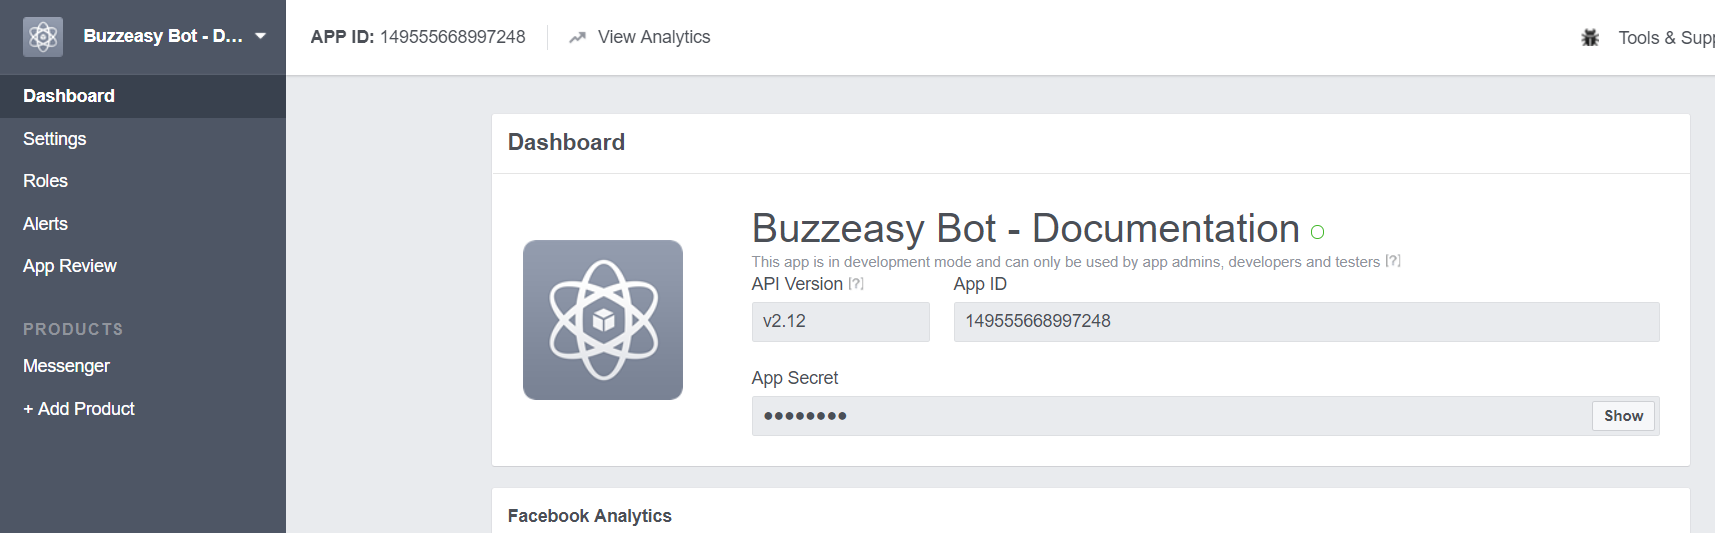 Buzzeasy Bot - D...
APP ID: 149555668997248
View Analytics
Tools & Supp
Dashboard
Settings
Roles
Alerts
App Review
PRODUCTS
Messenger
+ Add Product
Dashboard
Buzzeasy Bot - Documentation
This app is in development mode and can only be used by app admins, developers and testers [?]
API Version [?]
App ID
v2.12
149555668997248
App Secret
●●●●●●●●
Show
Facebook Analytics